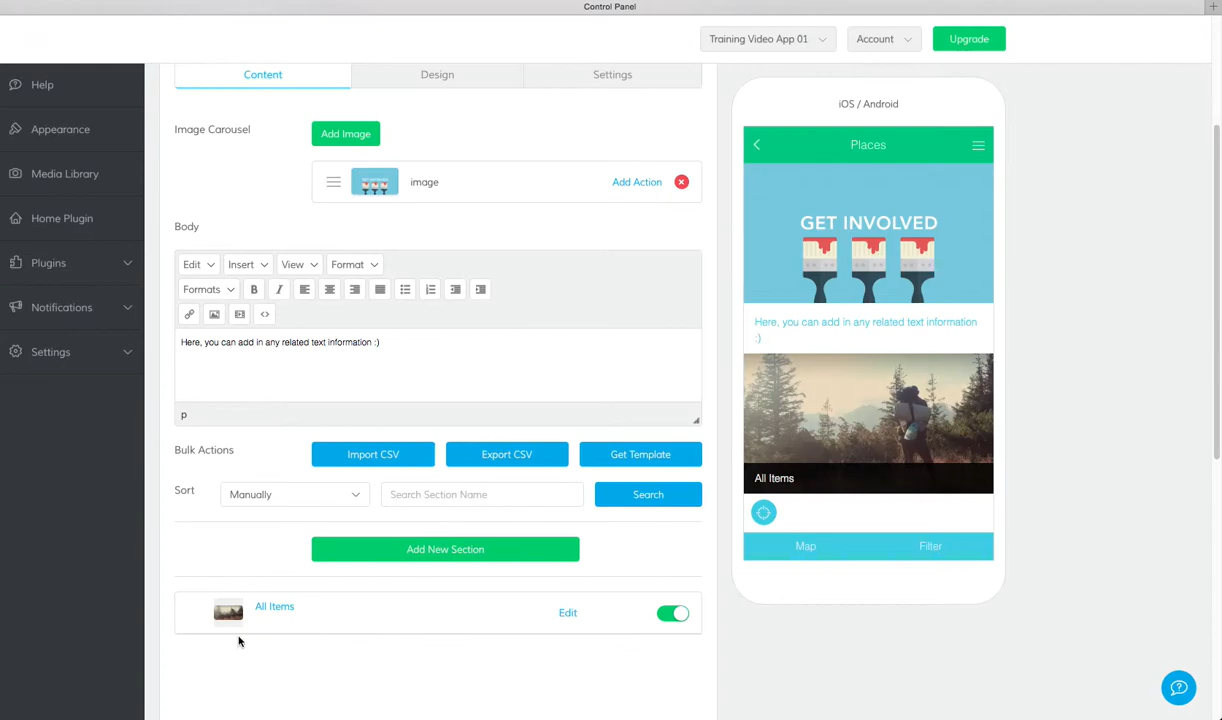 Control Panel
Training Video App 01
Account
Upgrade
Help
Appearance
Media Library
Home Plugin
Plugins
Notifications
Settings
Content
Design
Settings
Image Carousel
Add Image
image
Add Action
Body
Edit
Insert
View
Format
Formats
B
I
Here, you can add in any related text information :)
p
Bulk Actions
Import CSV
Export CSV
Get Template
Sort
Manually
Search Section Name
Search
Add New Section
All Items
Edit
iOS / Android
Places
GET INVOLVED
Here, you can add in any related text information
:)
All Items
Map
Filter